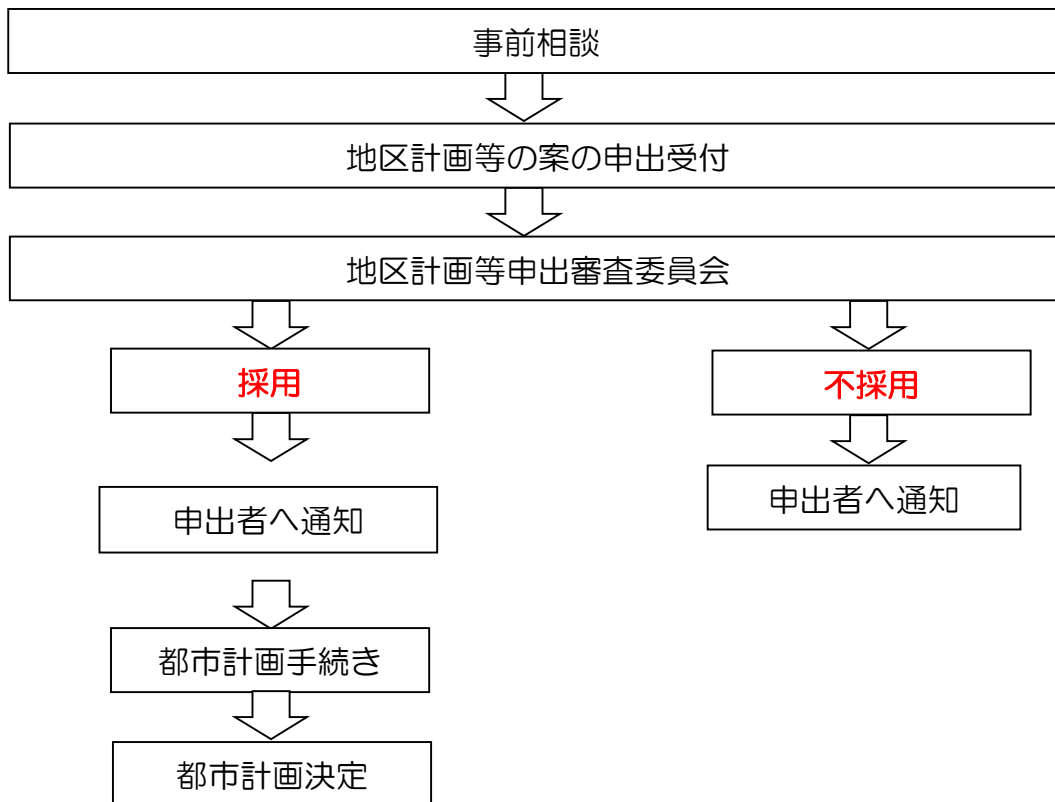 事前相談
地区計画等の案の申出受付
地区計画等申出審査委員会
採用
不採用
申出者へ通知
申出者へ通知
都市計画手続き
都市計画決定